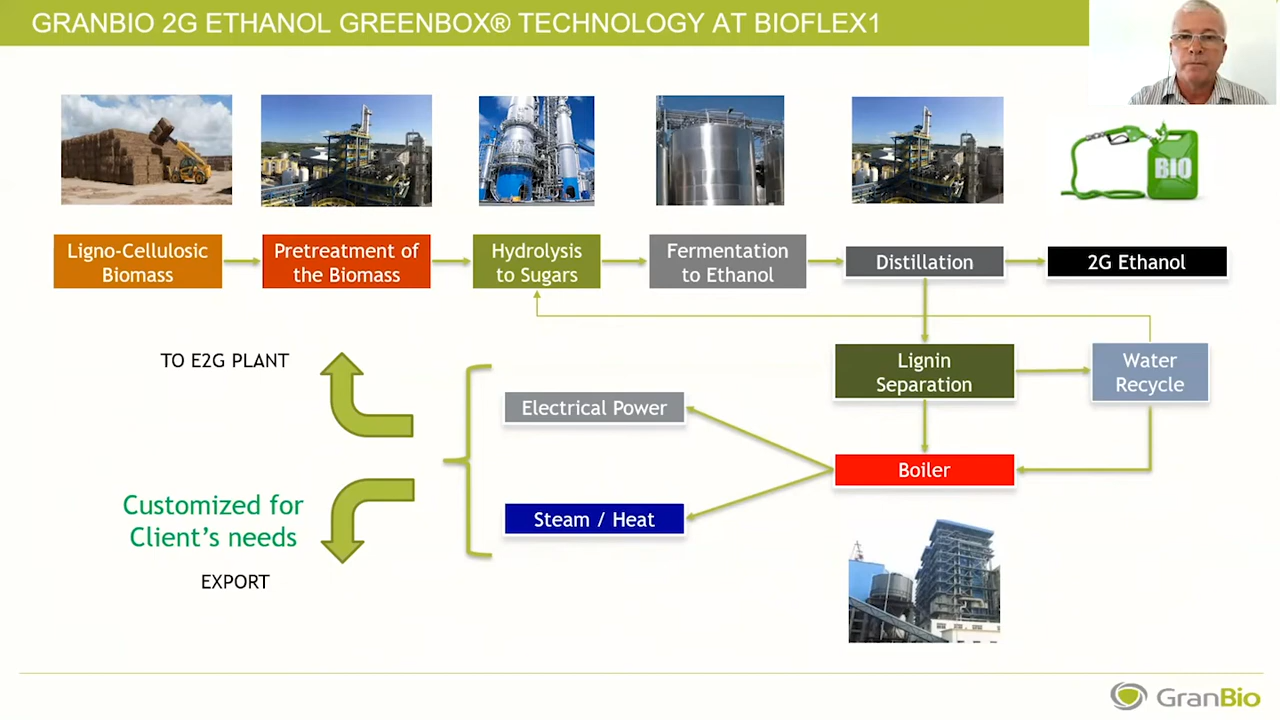 GRANBIO 2G ETHANOL GREENBOX® TECHNOLOGY AT BIOFLEX1
BIO
Ligno-Cellulosic
Biomass
Pretreatment of
the Biomass
Hydrolysis
to Sugars
Fermentation
to Ethanol
Distillation
2G Ethanol
TO E2G PLANT
Lignin
Separation
Water
Recycle
Electrical Power
Boiler
Customized for
Client's needs
Steam / Heat
EXPORT
GranBio